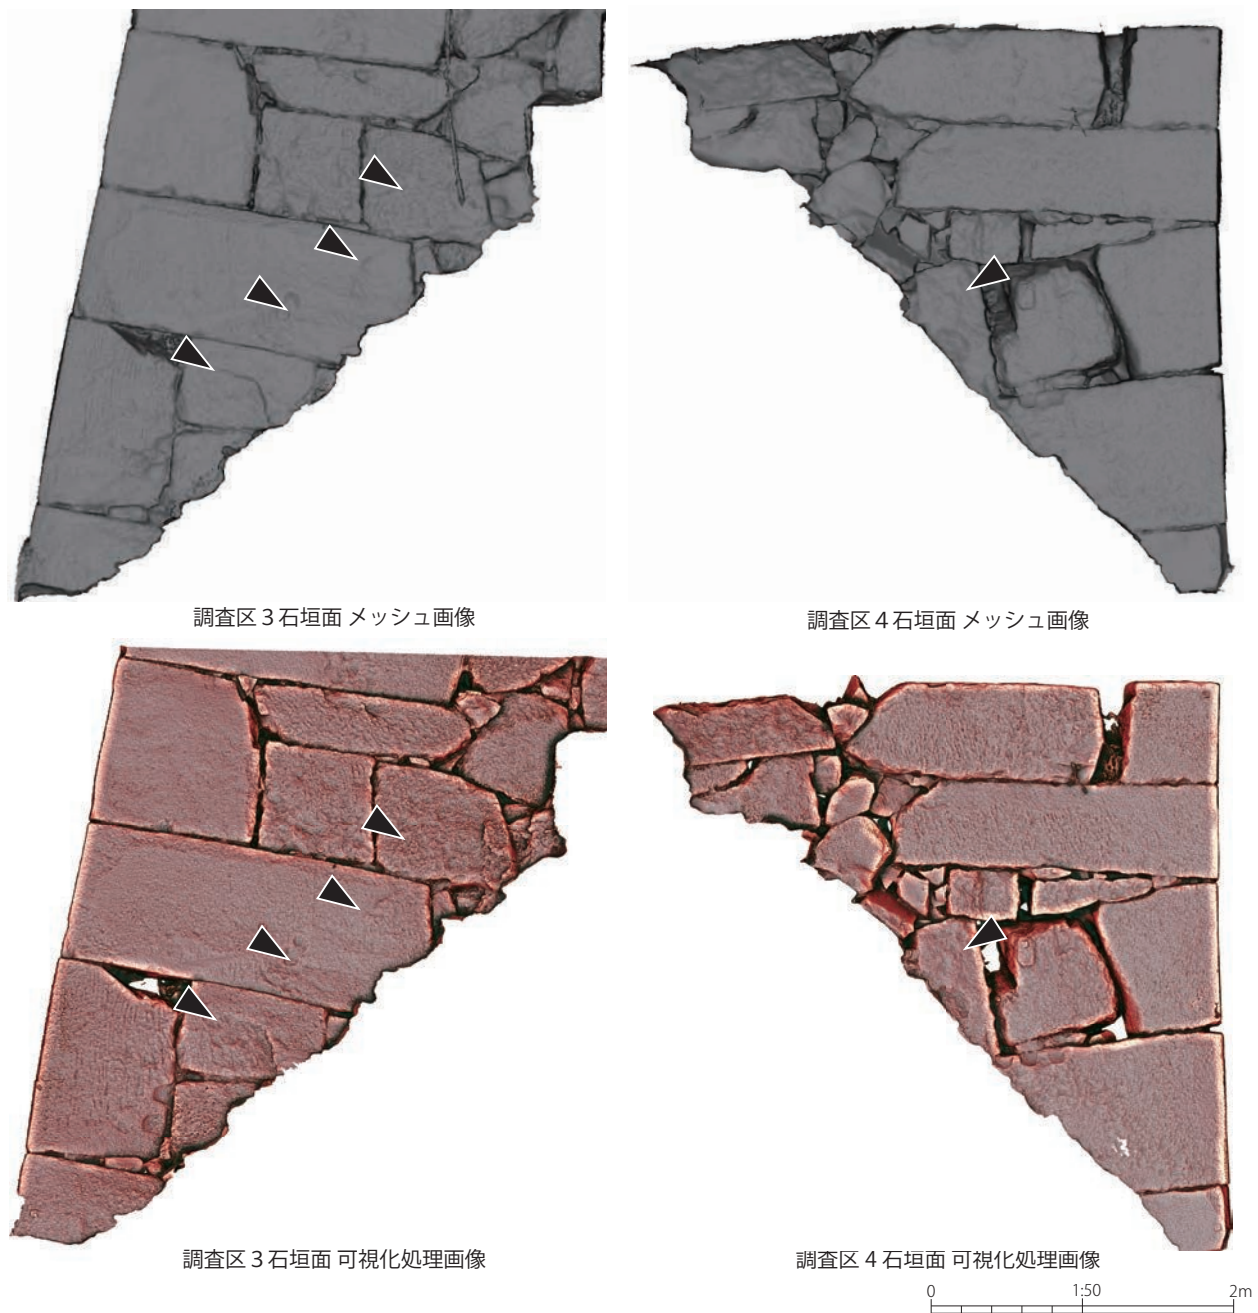 調査区３石垣面 メッシュ画像
調査区４石垣面 メッシュ画像
調査区３石垣面 可視化処理画像
調査区４石垣面 可視化処理画像
0 1:50 2m